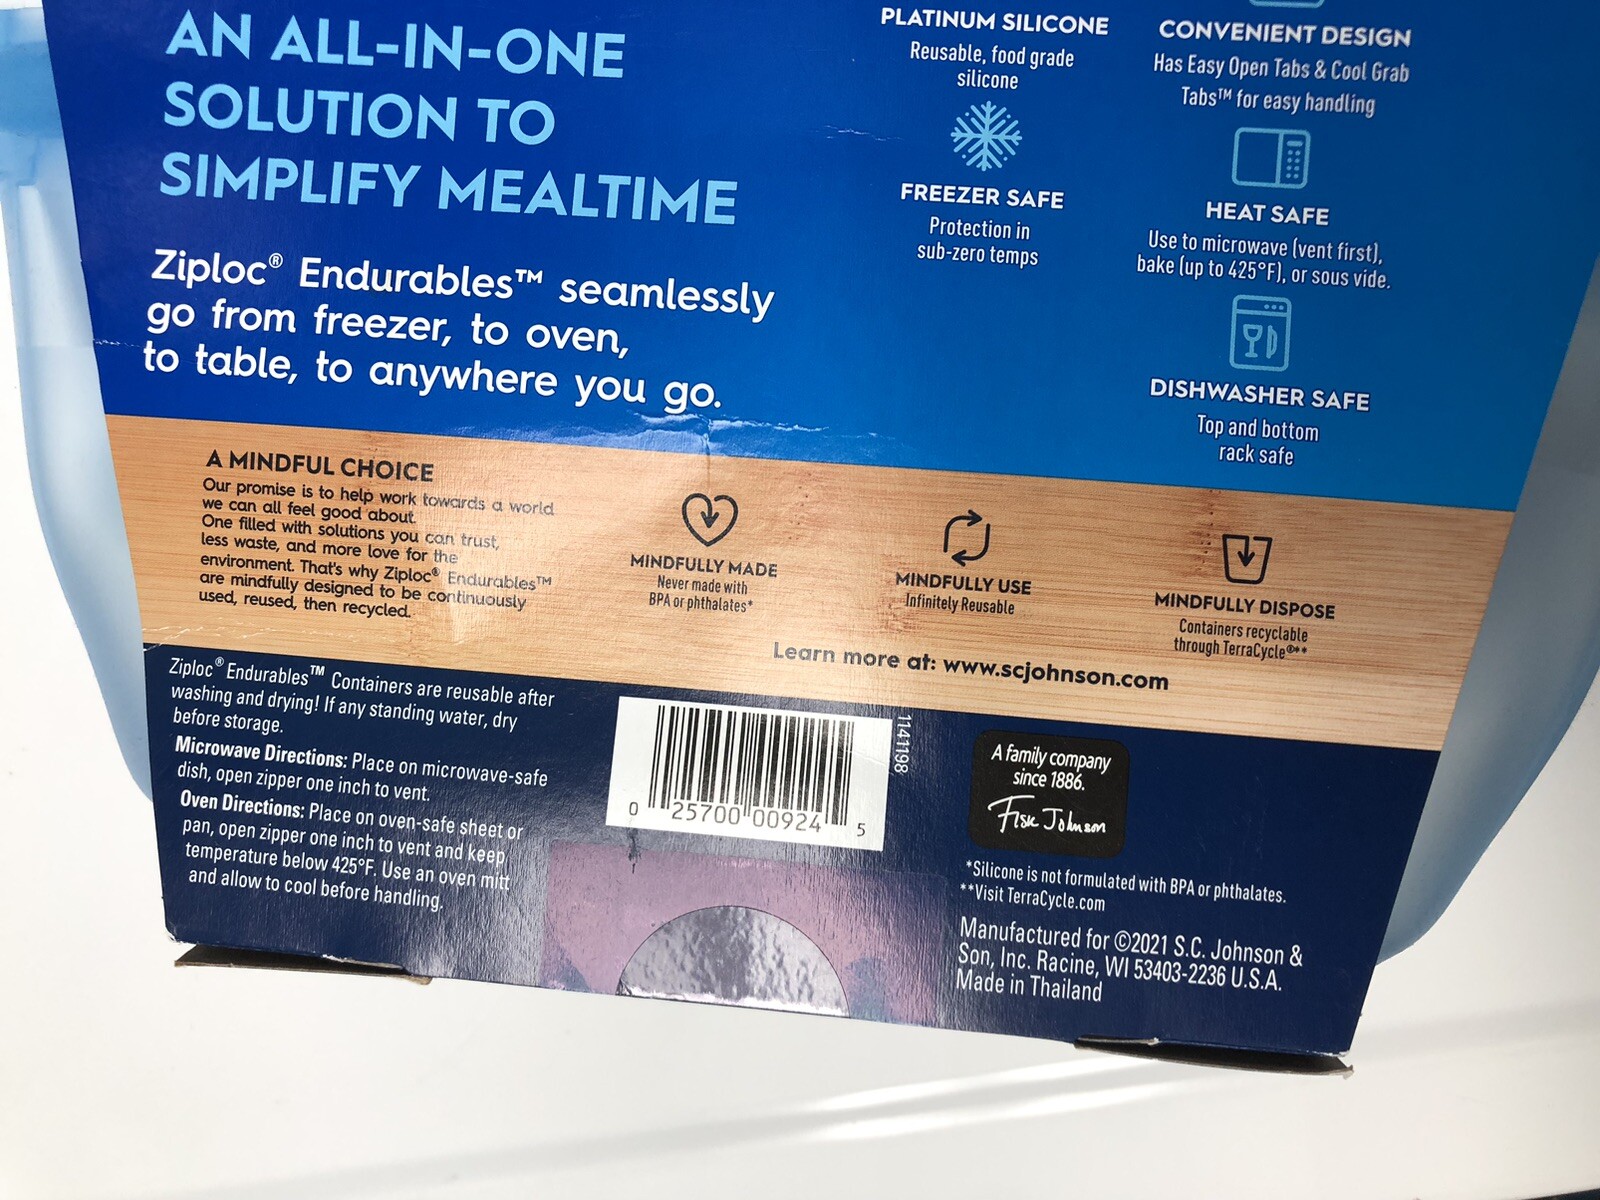 AN ALL-IN-ONE
SOLUTION TO
SIMPLIFY MEALTIME
Ziploc® Endurables™ seamlessly
go from freezer, to oven,
to table, to anywhere you go.
PLATINUM SILICONE
Reusable, food grade
silicone
FREEZER SAFE
Protection in
sub-zero temps
CONVENIENT DESIGN
Has Easy Open Tabs & Cool Grab
Tabs™ for easy handling
HEAT SAFE
Use to microwave (vent first),
bake (up to 425°F), or sous vide.
DISHWASHER SAFE
Top and bottom
rack safe
A MINDFUL CHOICE
Our promise is to help work towards a world
we can all feel good about.
One filled with solutions you can trust,
less waste, and more love for the
environment. That's why Ziploc® Endurables™
are mindfully designed to be continuously
used, reused, then recycled.
MINDFULLY MADE
Never made with
BPA or phthalates*
MINDFULLY USE
Infinitely Reusable
MINDFULLY DISPOSE
Containers recyclable
through TerraCycle®**
Learn more at: www.scjohnson.com
Ziploc® Endurables™ Containers are reusable after
washing and drying! If any standing water, dry
before storage.
Microwave Directions: Place on microwave-safe
dish, open zipper one inch to vent.
Oven Directions: Place on oven-safe sheet or
pan, open zipper one inch to vent and keep
temperature below 425°F. Use an oven mitt
and allow to cool before handling.
0 25700 00924 5
1141198
A family company
since 1886.
Fisk Johnson
*Silicone is not formulated with BPA or phthalates.
**Visit TerraCycle.com
Manufactured for ©2021 S.C. Johnson &
Son, Inc. Racine, WI 53403-2236 U.S.A.
Made in Thailand